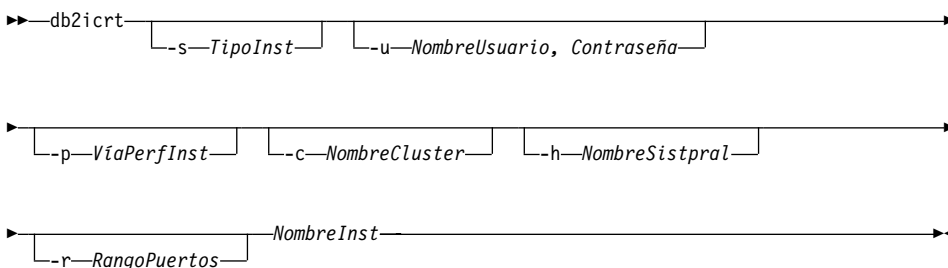 db2icrt
-s TipoInst -u NombreUsuario, Contraseña
-p VíaPerfInst -c NombreCluster -h NombreSistpral
NombreInst
-r RangoPuertos